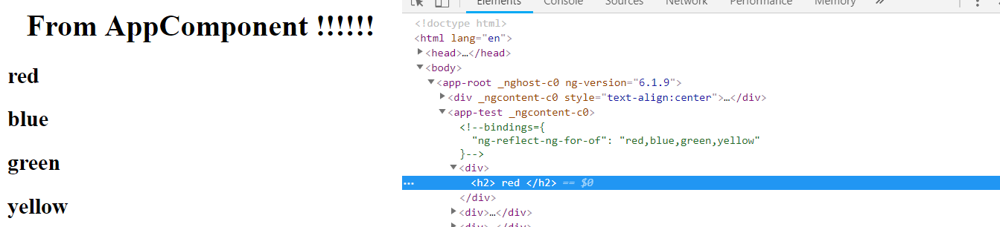 From AppComponent !!!!!!
red
blue
green
yellow
Elements Console Sources Network Performance Memory »
<!doctype html>
<html lang="en">
▶<head>…</head>
▼<body>
▼<app-root _nghost-c0 ng-version="6.1.9">
▶<div _ngcontent-c0 style="text-align:center">…</div>
▼<app-test _ngcontent-c0>
<!--bindings={
"ng-reflect-ng-for-of": "red,blue,green,yellow"
}-->
▼<div>
… <h2> red </h2> == $0
</div>
▶<div>…</div>
▶<div>…</div>